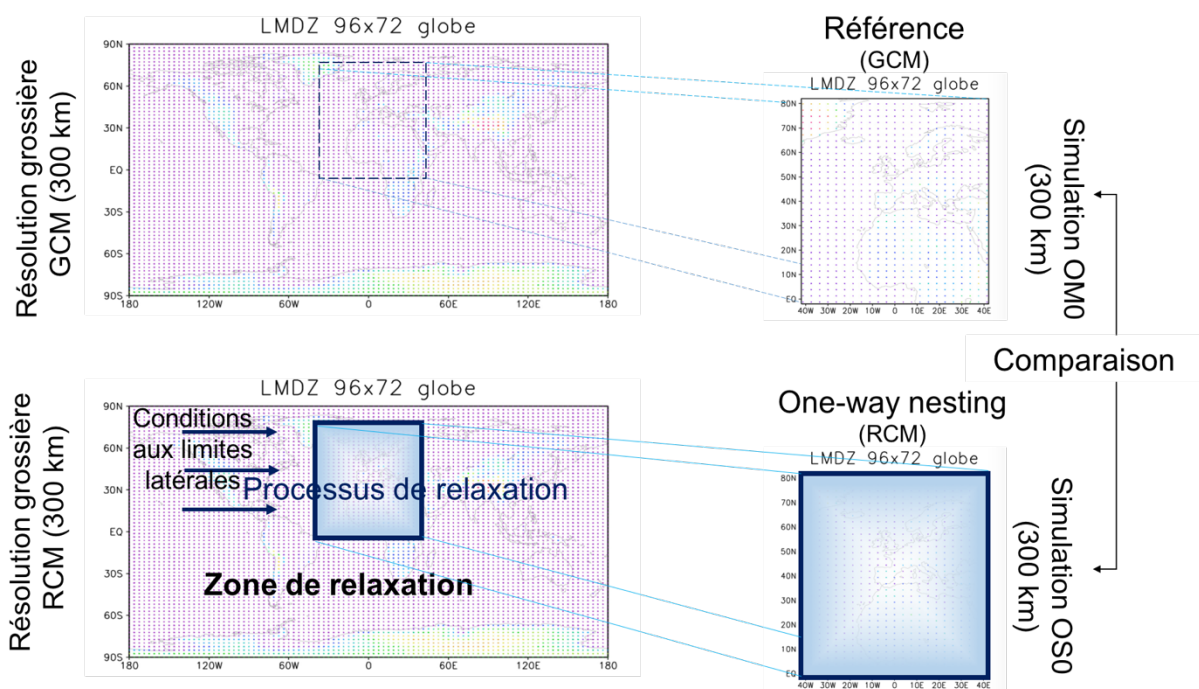 LMDZ 96x72 globe
Résolution grossière
GCM (300 km)
90N
60N
30N
EQ
30S
60S
90S
180
120W
60W
0
60E
120E
180
Référence
(GCM)
LMDZ 96x72 globe
80N
70N
60N
50N
40N
30N
20N
10N
EQ
40W
30W
20W
10W
0
10E
20E
30E
40E
Simulation OM0
(300 km)
Comparaison
LMDZ 96x72 globe
Résolution grossière
RCM (300 km)
90N
60N
30N
EQ
30S
60S
90S
Conditions
aux limites
latérales
Processus de relaxation
Zone de relaxation
180
120W
60W
0
60E
120E
180
One-way nesting
(RCM)
LMDZ 96x72 globe
80N
70N
60N
50N
40N
30N
20N
10N
EQ
40W
30W
20W
10W
0
10E
20E
30E
40E
Simulation OS0
(300 km)